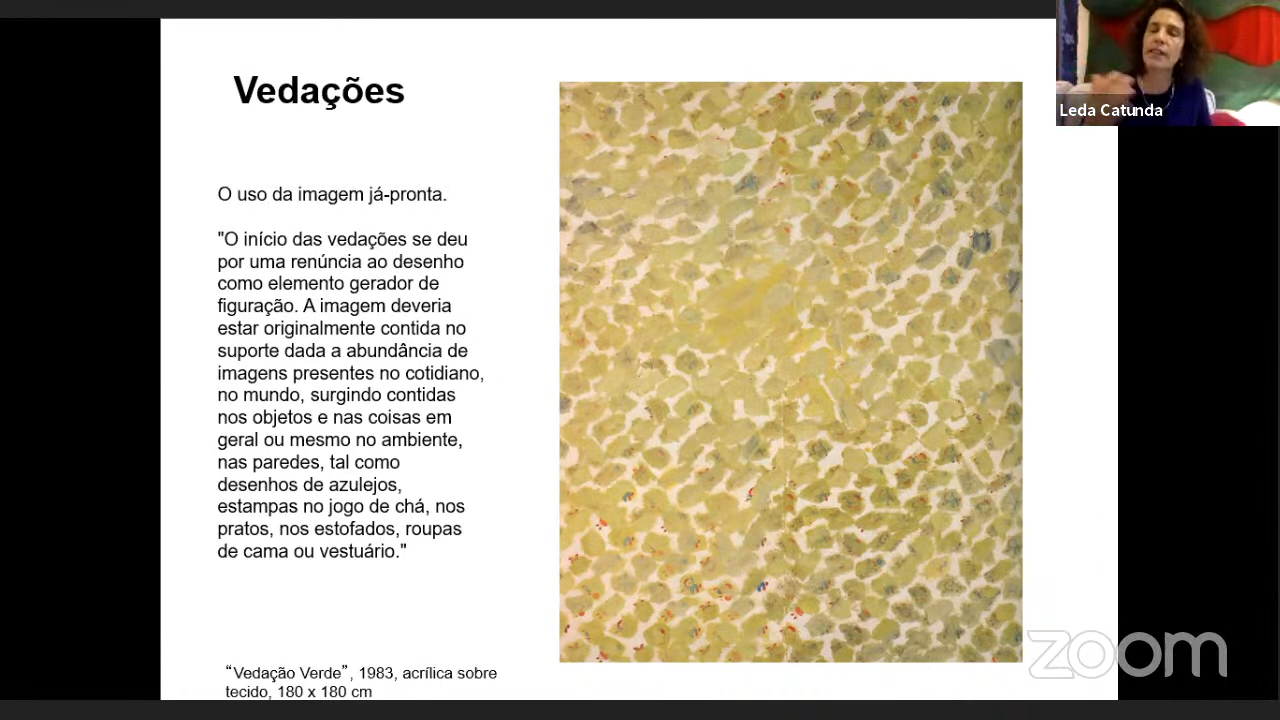 Vedações
Leda Catunda
O uso da imagem já-pronta.
"O início das vedações se deu
por uma renúncia ao desenho
como elemento gerador de
figuração. A imagem deveria
estar originalmente contida no
suporte dada a abundância de
imagens presentes no cotidiano,
no mundo, surgindo contidas
nos objetos e nas coisas em
geral ou mesmo no ambiente,
nas paredes, tal como
desenhos de azulejos,
estampas no jogo de chá, nos
pratos, nos estofados, roupas
de cama ou vestuário."
“Vedação Verde”, 1983, acrílica sobre
tecido, 180 x 180 cm
zoom